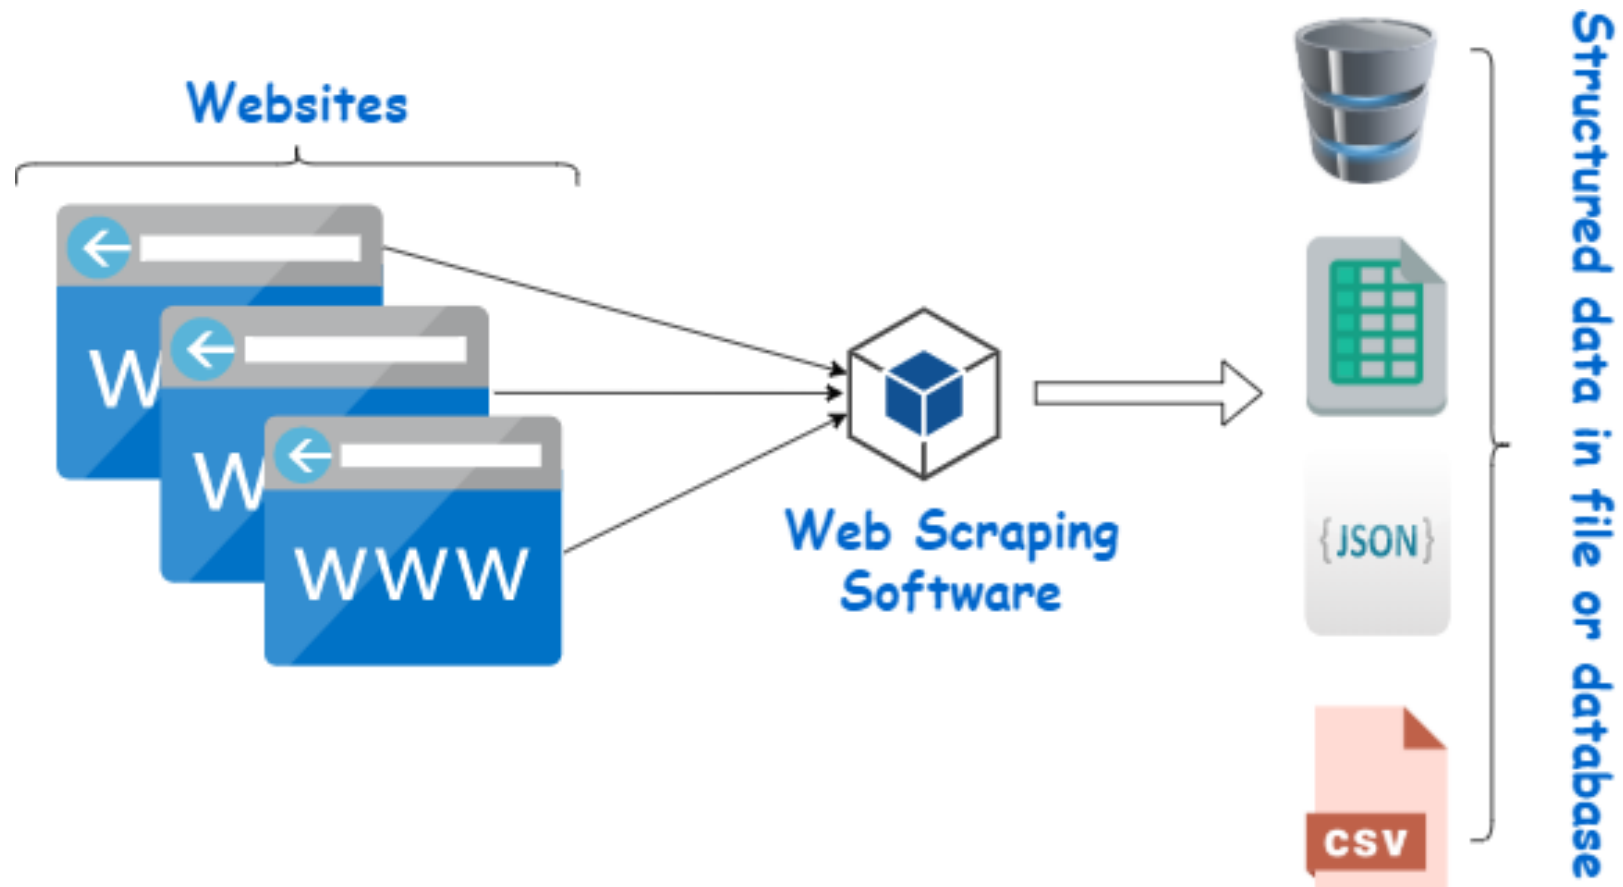 Websites
W
W
WWW
Web Scraping
Software
{JSON}
CSV
Structured data in file or database